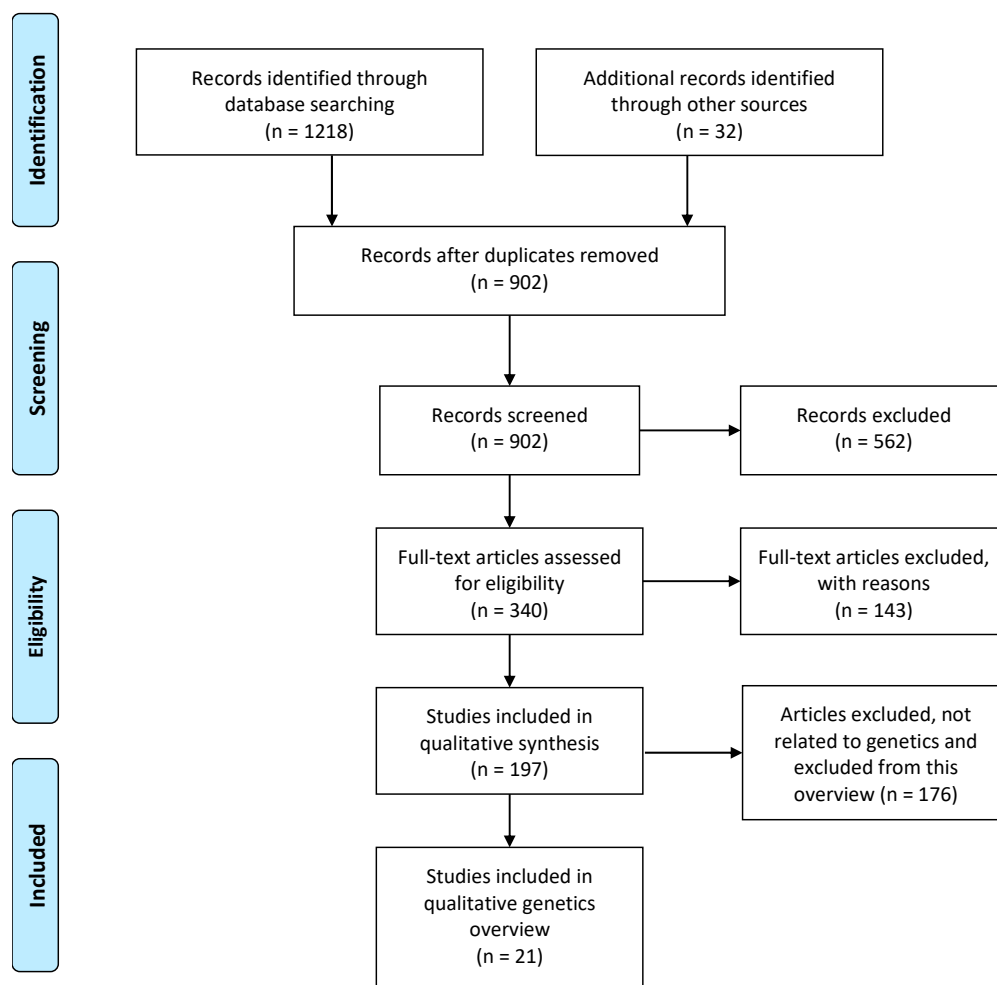 Identification
Records identified through
database searching
(n = 1218)
Additional records identified
through other sources
(n = 32)
Records after duplicates removed
(n = 902)
Screening
Records screened
(n = 902)
Records excluded
(n = 562)
Eligibility
Full-text articles assessed
for eligibility
(n = 340)
Full-text articles excluded,
with reasons
(n = 143)
Studies included in
qualitative synthesis
(n = 197)
Articles excluded, not
related to genetics and
excluded from this
overview (n = 176)
Included
Studies included in
qualitative genetics
overview
(n = 21)